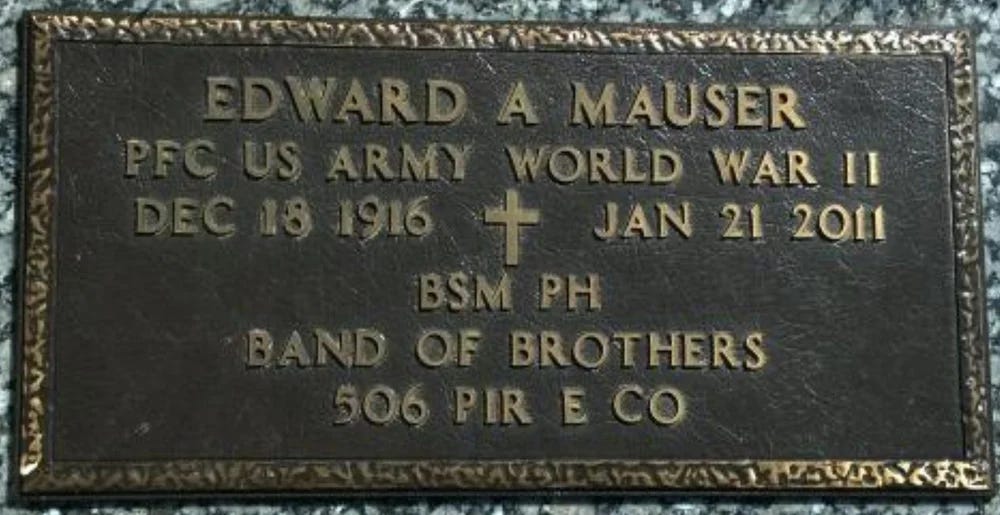 EDWARD A MAUSER
PFC US ARMY WORLD WAR II
DEC 18 1916 JAN 21 2011
BSM PH
BAND OF BROTHERS
506 PIR E CO